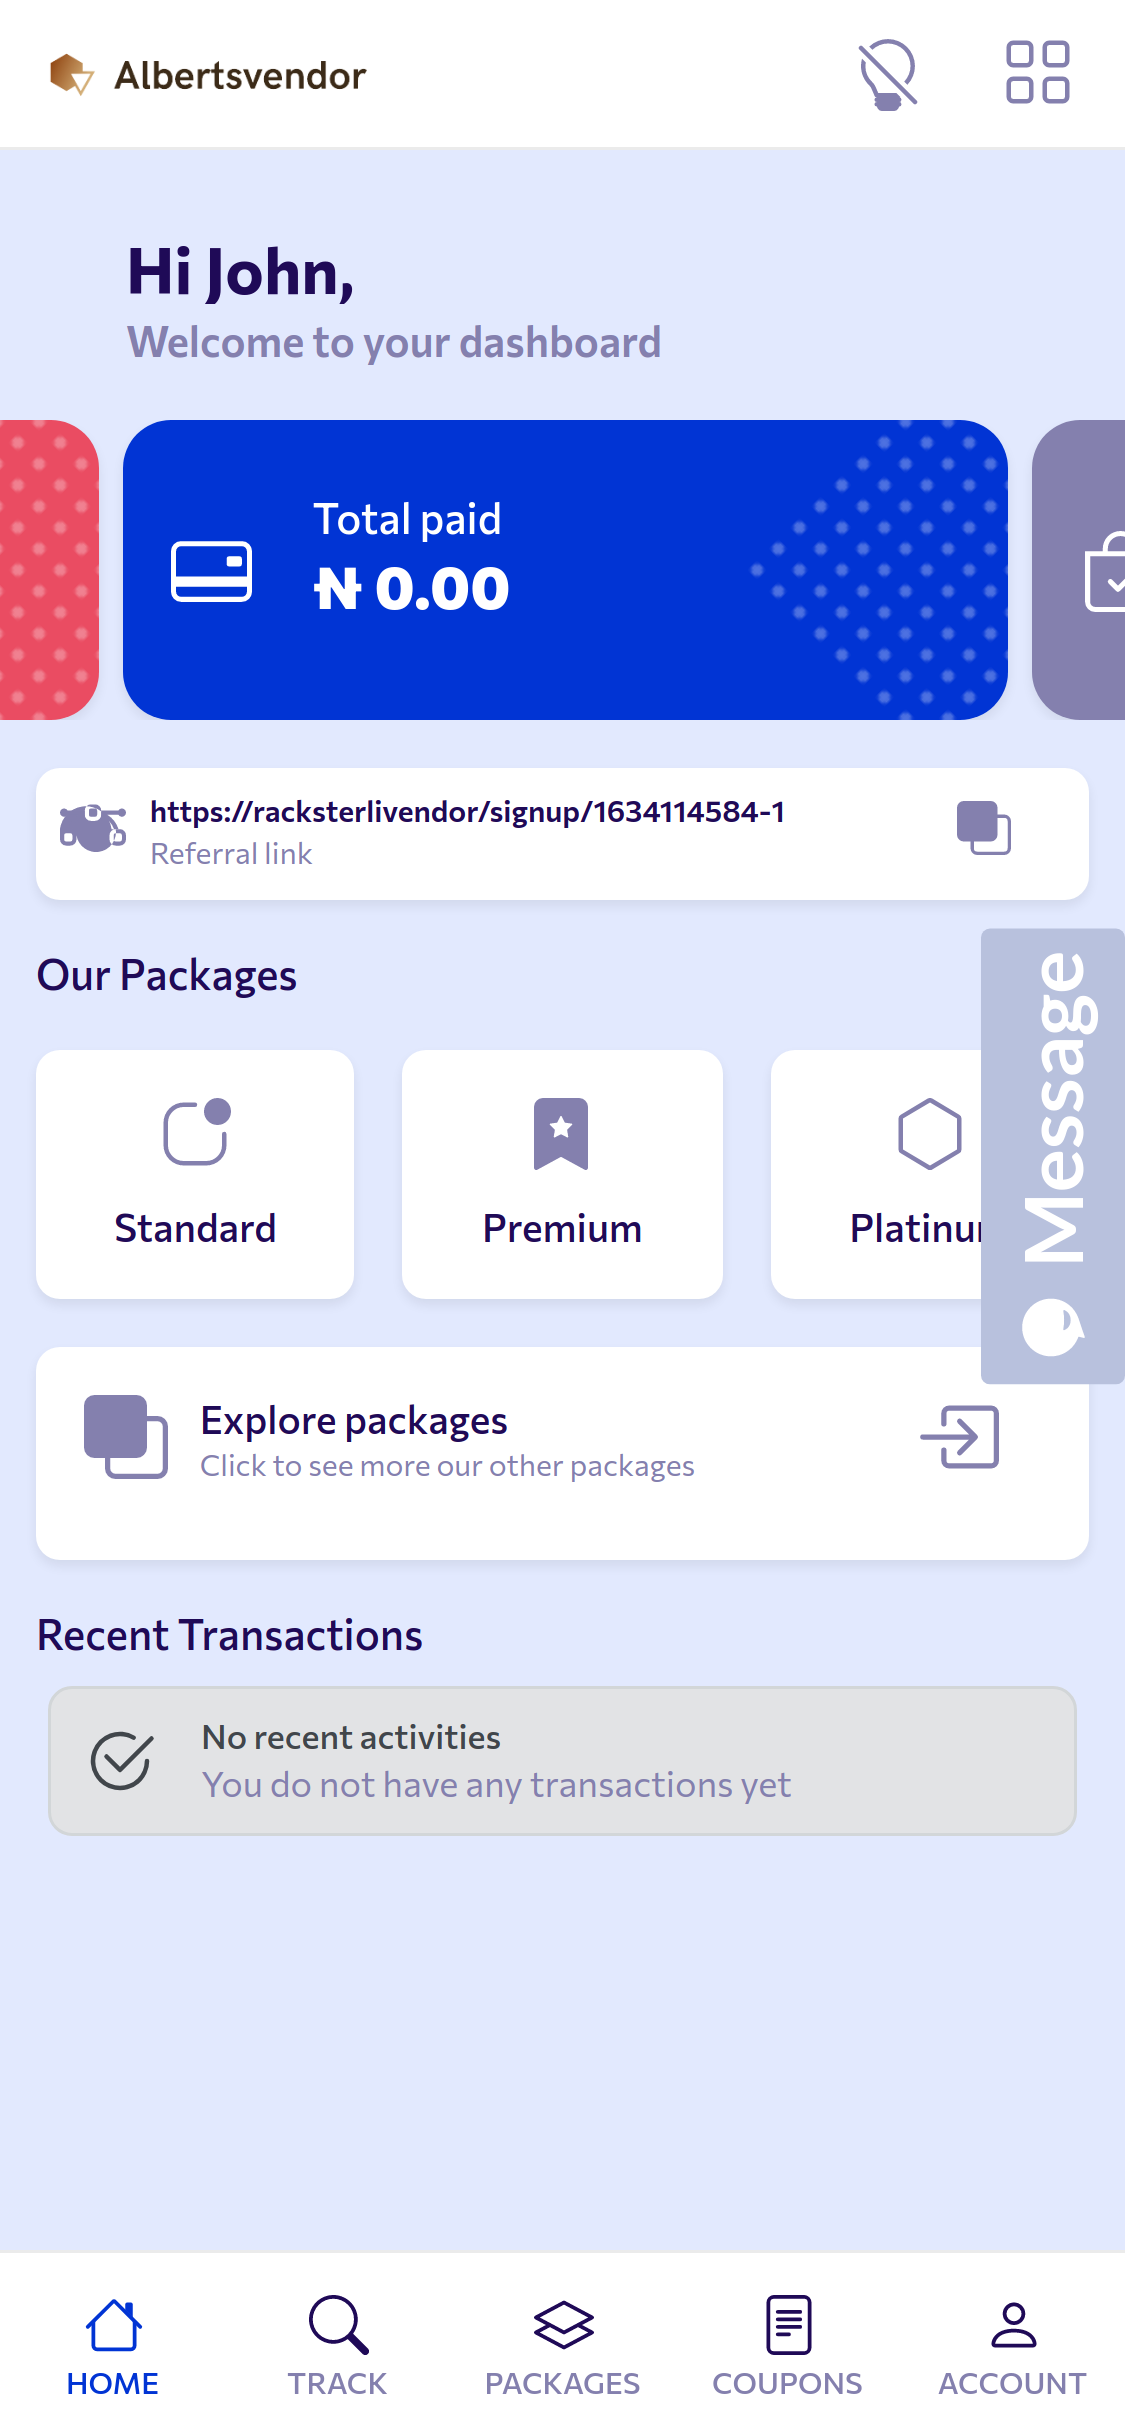 Albertsvendor
Hi John,
Welcome to your dashboard
Total paid
₦ 0.00
https://racksterlivendor/signup/1634114584-1
Referral link
Our Packages
Standard
Premium
Platinum
Message
Explore packages
Click to see more our other packages
Recent Transactions
No recent activities
You do not have any transactions yet
HOME
TRACK
PACKAGES
COUPONS
ACCOUNT